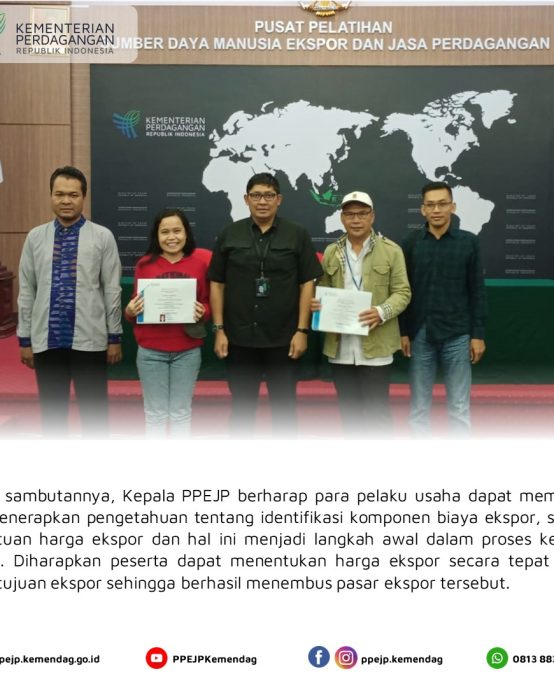 KEMENTERIAN
PERDAGANGAN
REPUBLIK INDONESIA
PUSAT PELATIHAN
SUMBER DAYA MANUSIA EKSPOR DAN JASA PERDAGANGAN
KEMENTERIAN
PERDAGANGAN
REPUBLIK INDONESIA
sambutannya, Kepala PPEJP berharap para pelaku usaha dapat mem
enerapkan pengetahuan tentang identifikasi komponen biaya ekspor, s
tuan harga ekspor dan hal ini menjadi langkah awal dalam proses ke
. Diharapkan peserta dapat menentukan harga ekspor secara tepat
tujuan ekspor sehingga berhasil menembus pasar ekspor tersebut.
ppejp.kemendag.go.id PPEJPKemendag ppejp.kemendag 0813 883